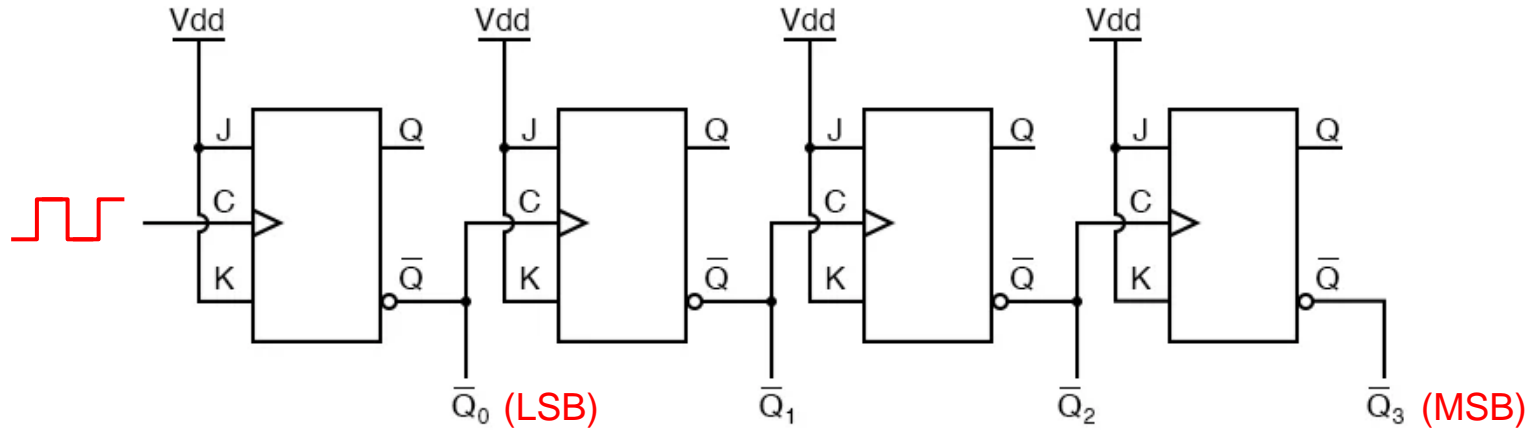 Vdd Vdd Vdd Vdd
J Q J Q J Q J Q
C C C C
K Q̅ K Q̅ K Q̅ K Q̅
Q̅₀ (LSB) Q̅₁ Q̅₂ Q̅₃ (MSB)